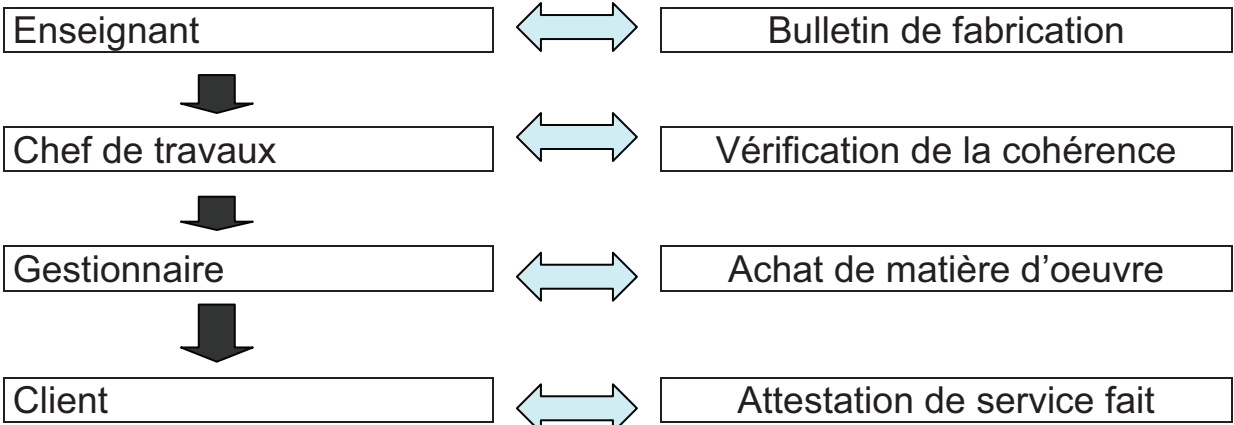 Enseignant
Bulletin de fabrication
Chef de travaux
Vérification de la cohérence
Gestionnaire
Achat de matière d’oeuvre
Client
Attestation de service fait